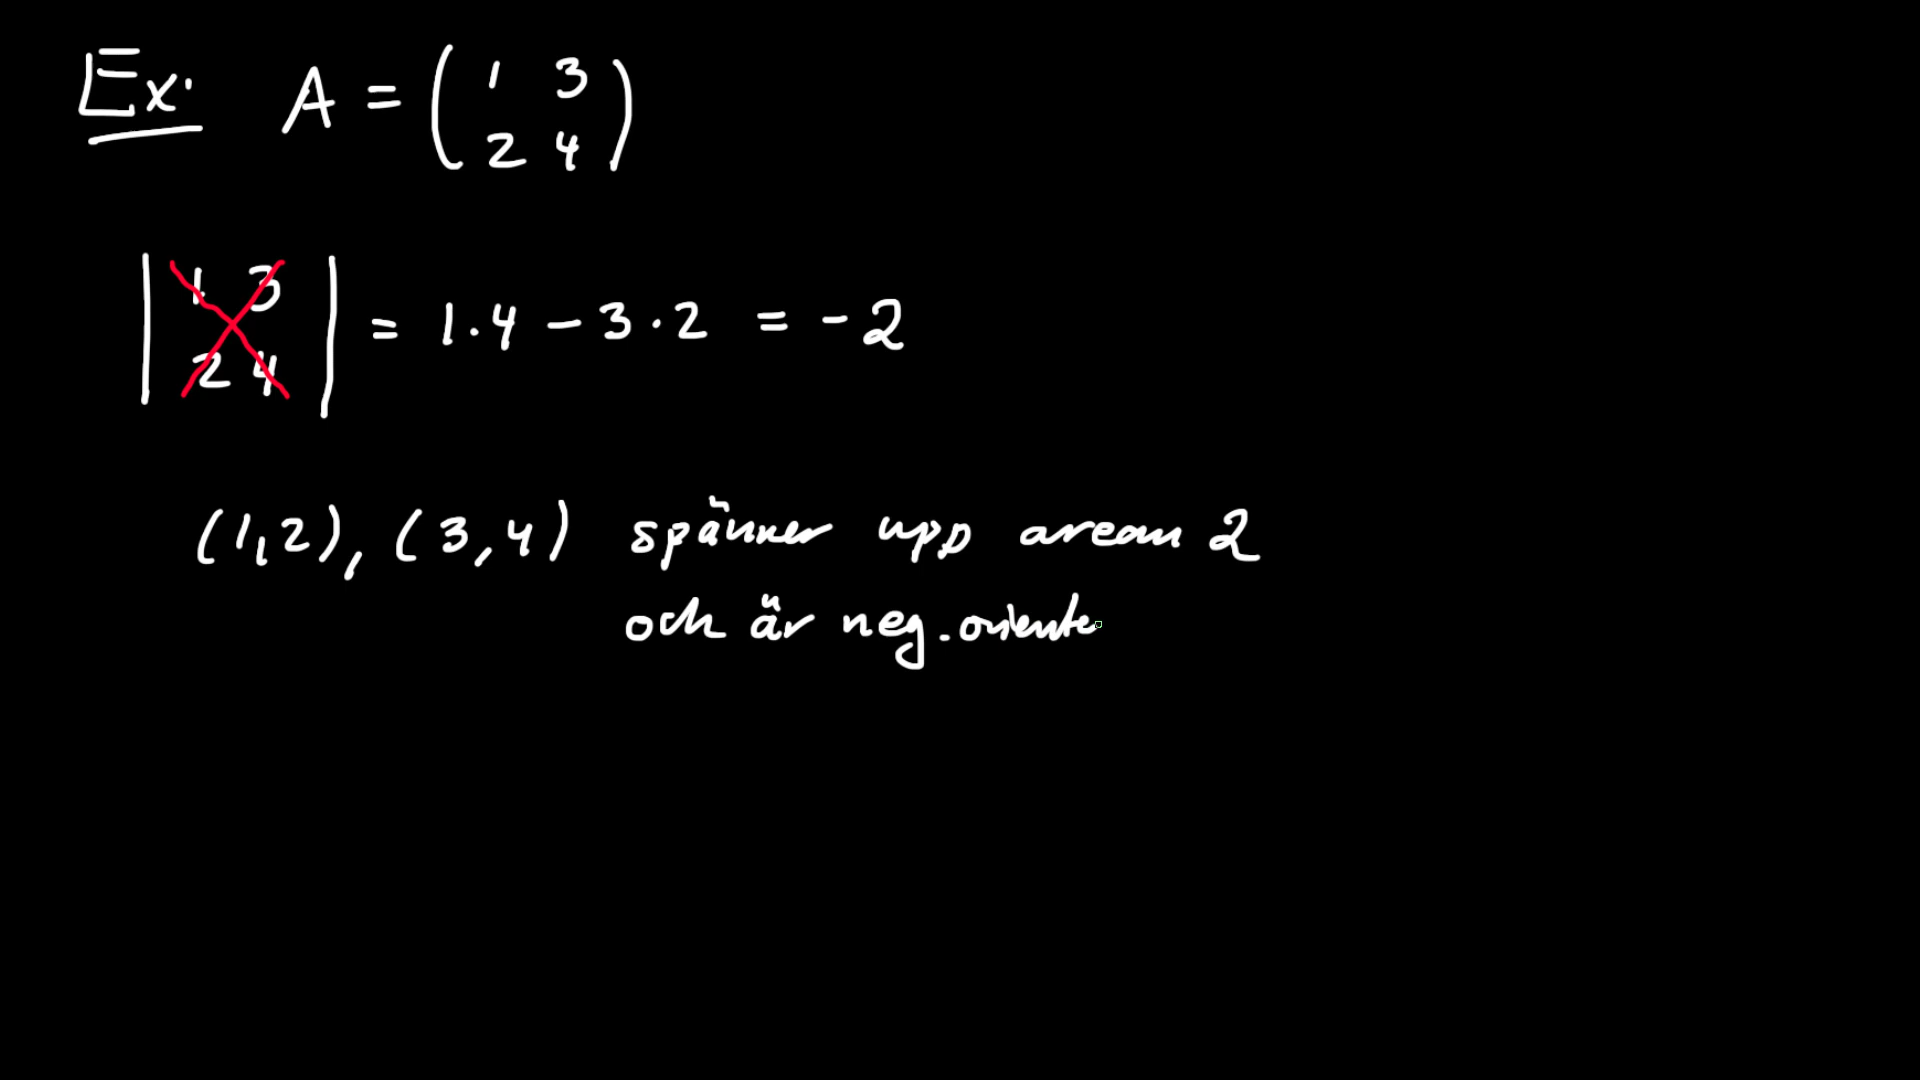 Ex: A = ( 1 3
2 4 )
| 1 3
2 4 | = 1·4 − 3·2 = −2
(1,2), (3,4) spänner upp arean 2
och är neg. oriente